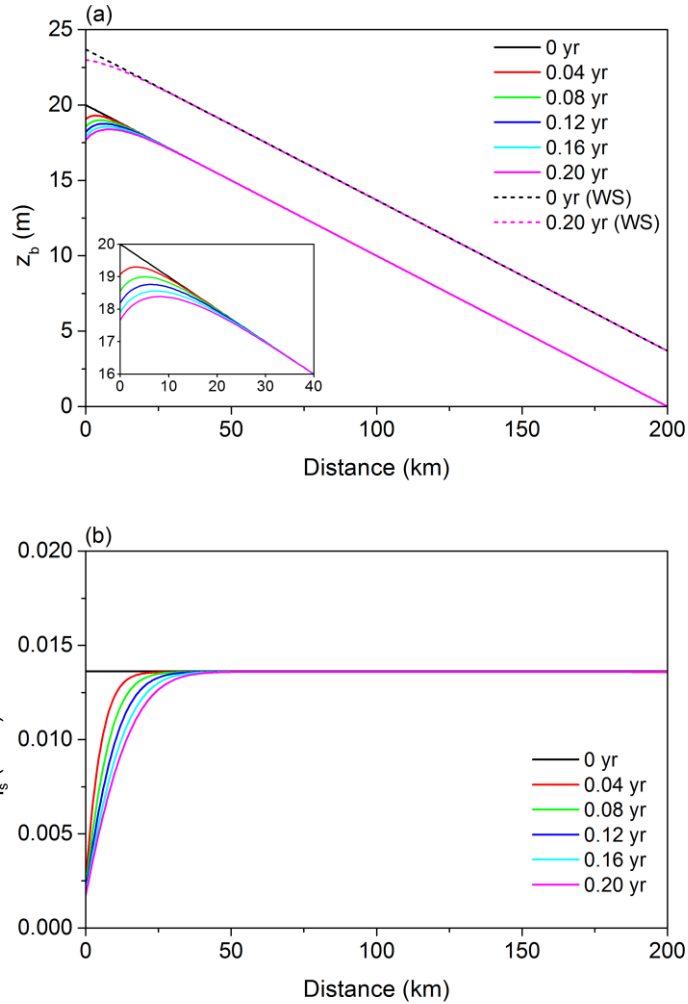 (a)
25
20
15
10
5
0
z_b (m)
0 yr
0.04 yr
0.08 yr
0.12 yr
0.16 yr
0.20 yr
0 yr (WS)
0.20 yr (WS)
20
19
18
17
16
0 10 20 30 40
0 50 100 150 200
Distance (km)
(b)
0.020
0.015
0.010
0.005
0.000
0 yr
0.04 yr
0.08 yr
0.12 yr
0.16 yr
0.20 yr
0 50 100 150 200
Distance (km)